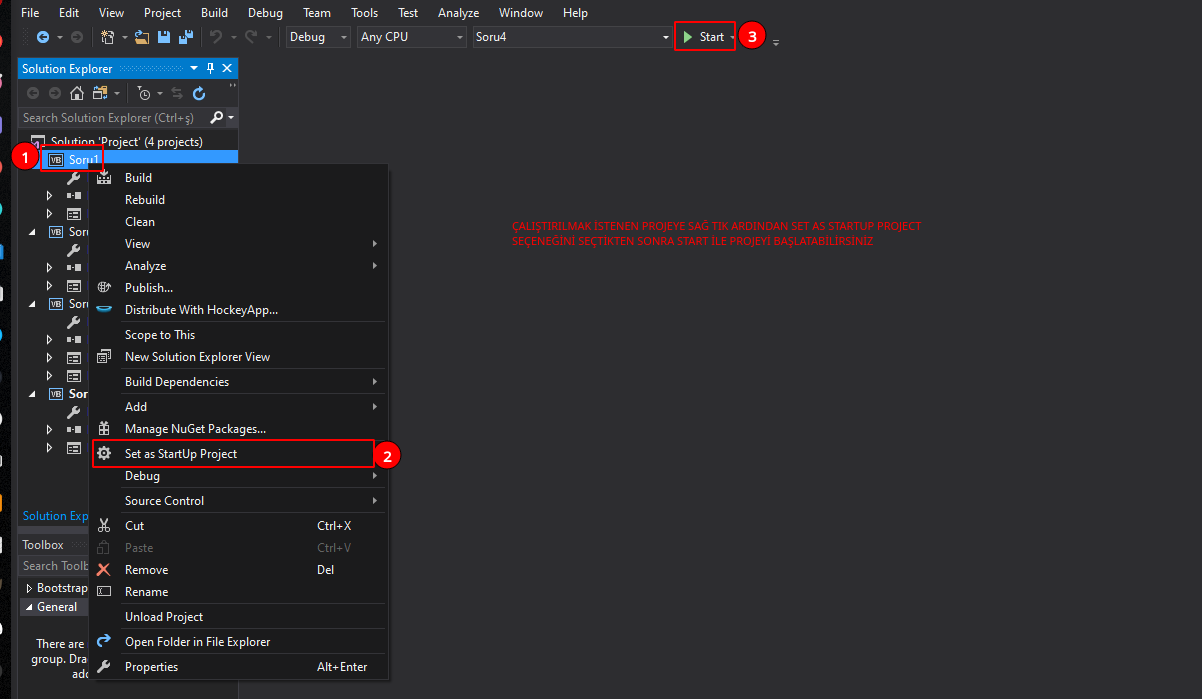 File Edit View Project Build Debug Team Tools Test Analyze Window Help
Debug Any CPU Soru4 Start 3
Solution Explorer
Search Solution Explorer (Ctrl+ş)
Solution 'Project' (4 projects)
1 VB Soru1
Build
Rebuild
Clean
View
Analyze
Publish...
Distribute With HockeyApp...
Scope to This
New Solution Explorer View
Build Dependencies
Add
Manage NuGet Packages...
Set as StartUp Project 2
Debug
Source Control
Cut Ctrl+X
Paste Ctrl+V
Remove Del
Rename
Unload Project
Open Folder in File Explorer
Properties Alt+Enter
VB Soru
VB Soru
VB Sor
Solution Exp
Toolbox
Search Toolb
Bootstrap
General
There are
group. Dra
add
ÇALIŞTIRILMAK İSTENEN PROJEYE SAĞ TIK ARDINDAN SET AS STARTUP PROJECT
SEÇENEĞİNİ SEÇTİKTEN SONRA START İLE PROJEYİ BAŞLATABİLİRSİNİZ